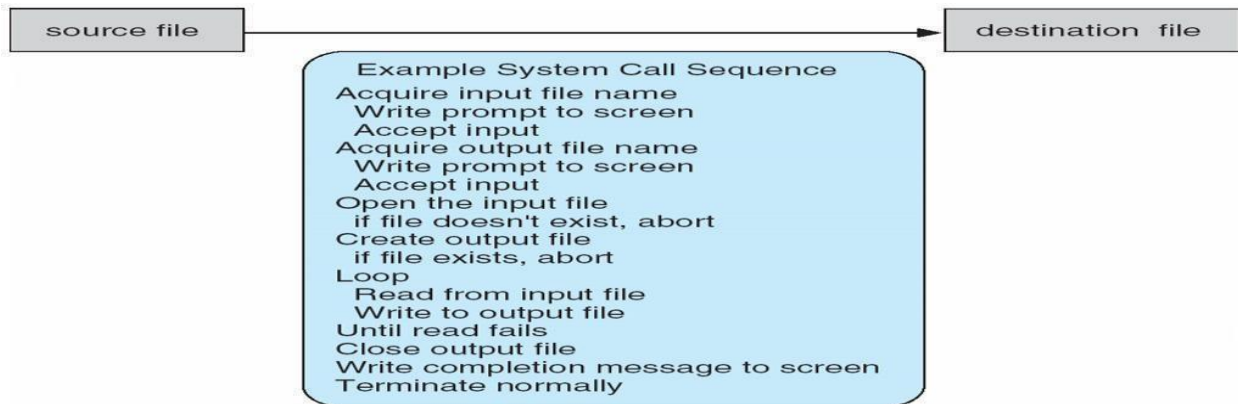 source file
destination file
Example System Call Sequence
Acquire input file name
Write prompt to screen
Accept input
Acquire output file name
Write prompt to screen
Accept input
Open the input file
if file doesn't exist, abort
Create output file
if file exists, abort
Loop
Read from input file
Write to output file
Until read fails
Close output file
Write completion message to screen
Terminate normally